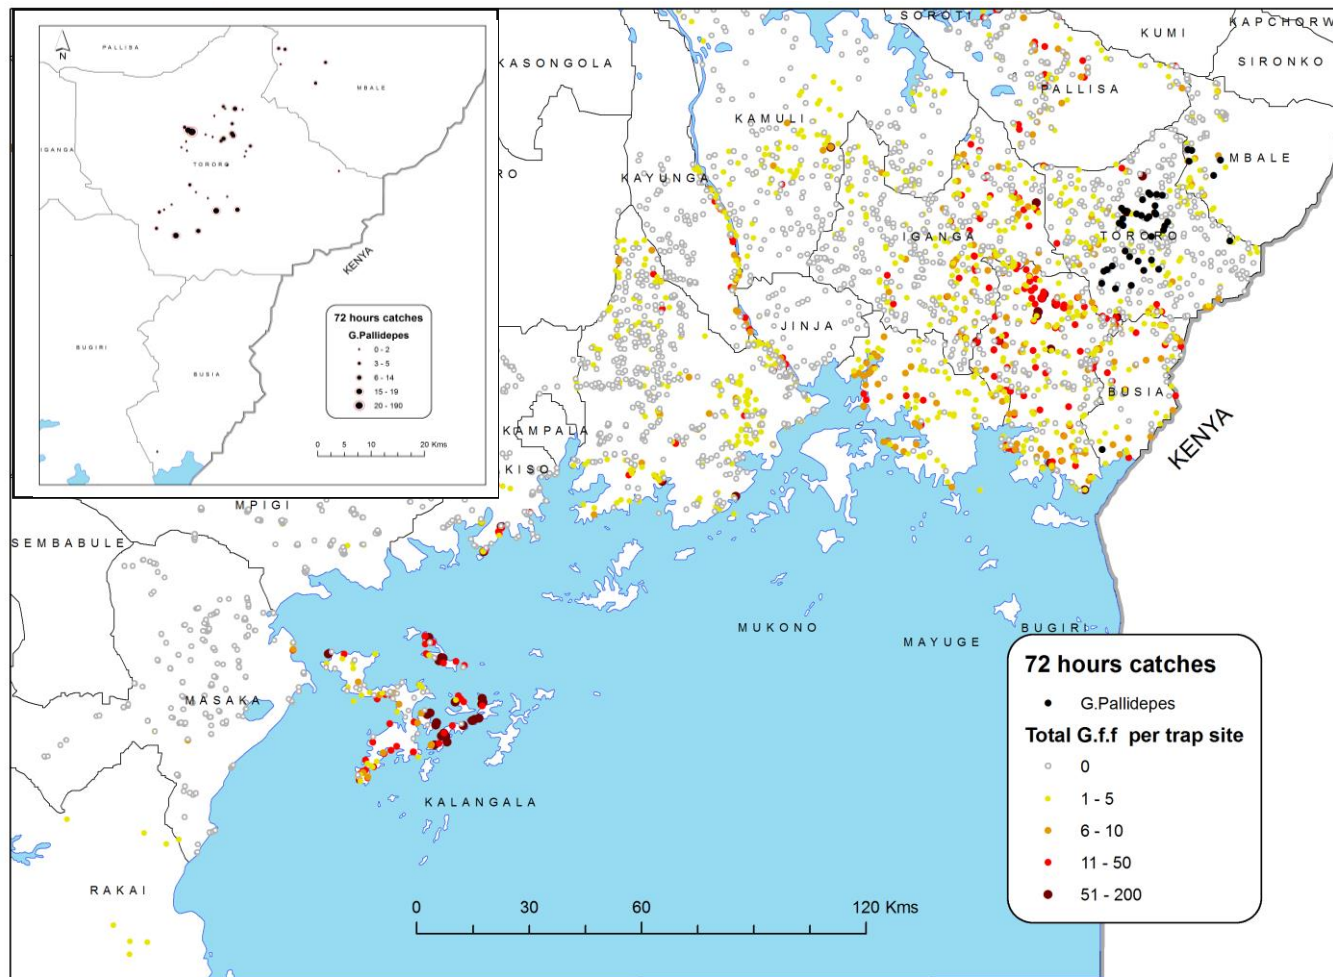 N
PALLISA
MBALE
IGANGA
TORORO
KENYA
BUGIRI
BUSIA
72 hours catches
G.Pallidepes
0 - 2
3 - 5
6 - 14
15 - 19
20 - 190
0 5 10 20 Kms
SOROTI
KAPCHORW
KUMI
KASONGOLA
SIRONKO
PALLISA
KAMULI
MBALE
RO
KAYUNGA
IGANGA
TORORO
JINJA
BUSIA
KAMPALA
KISO
KENYA
MPIGI
SEMBABULE
MUKONO
MAYUGE
BUGIRI
MASAKA
KALANGALA
RAKAI
72 hours catches
G.Pallidepes
Total G.f.f per trap site
0
1 - 5
6 - 10
11 - 50
51 - 200
0 30 60 120 Kms